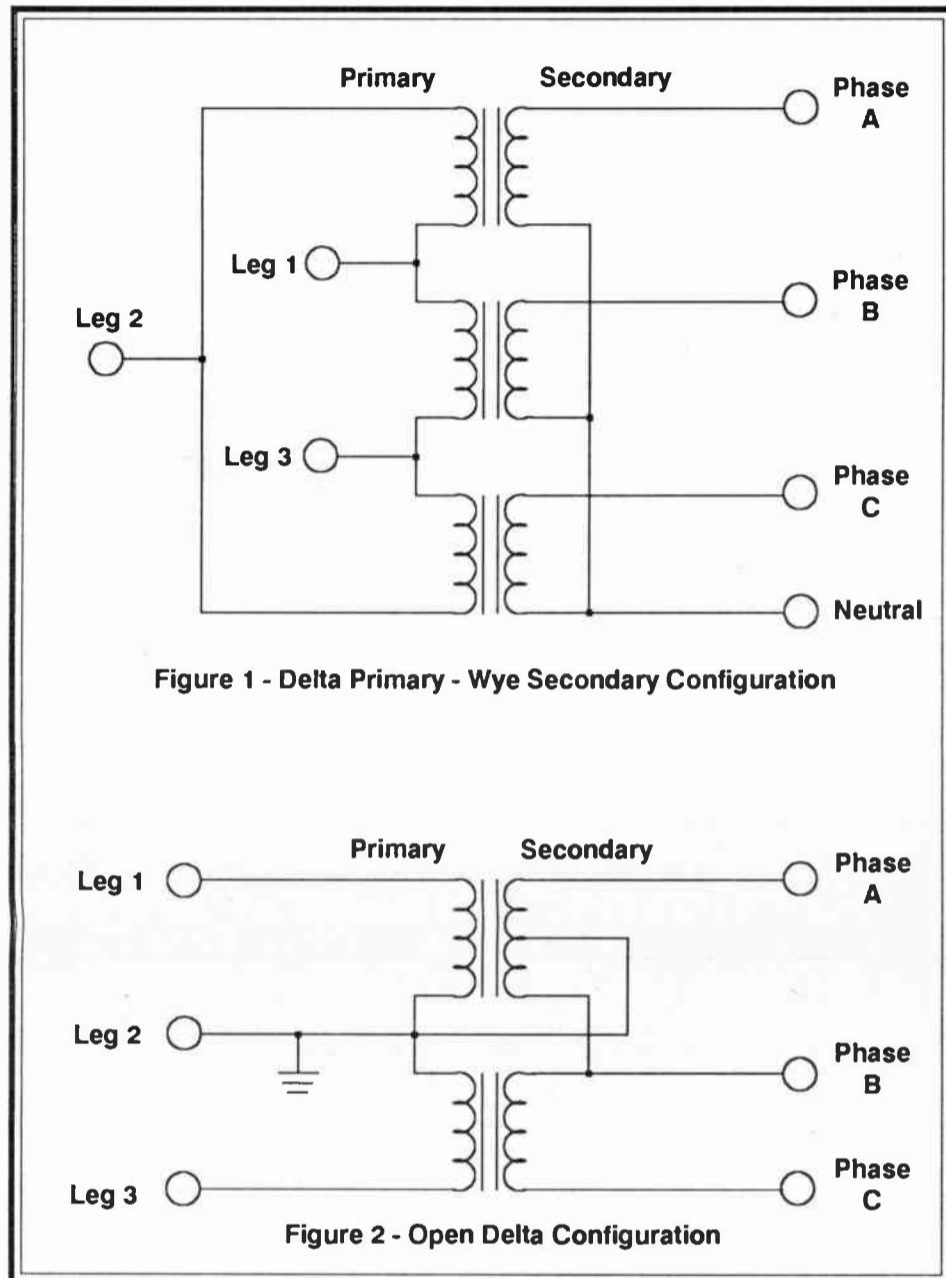 Primary Secondary
Phase
A
Leg 1
Phase
B
Leg 2
Leg 3
Phase
C
Neutral
Figure 1 - Delta Primary - Wye Secondary Configuration
Primary Secondary
Leg 1
Phase
A
Leg 2
Phase
B
Leg 3
Phase
C
Figure 2 - Open Delta Configuration